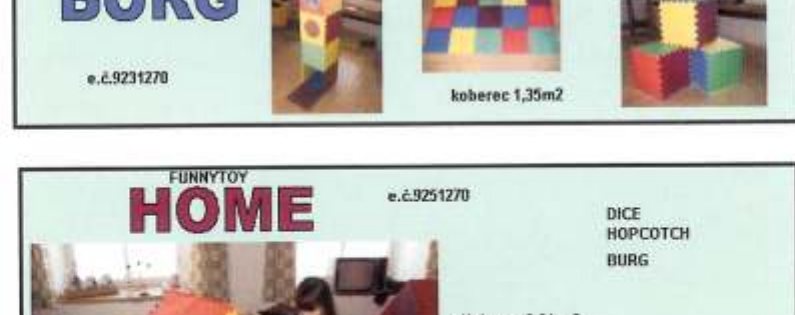 BURG
e.č.9231270
koberec 1,35m2
FUNNYTOY
HOME
e.č.9251270
DICE
HOPCOTCH
BURG